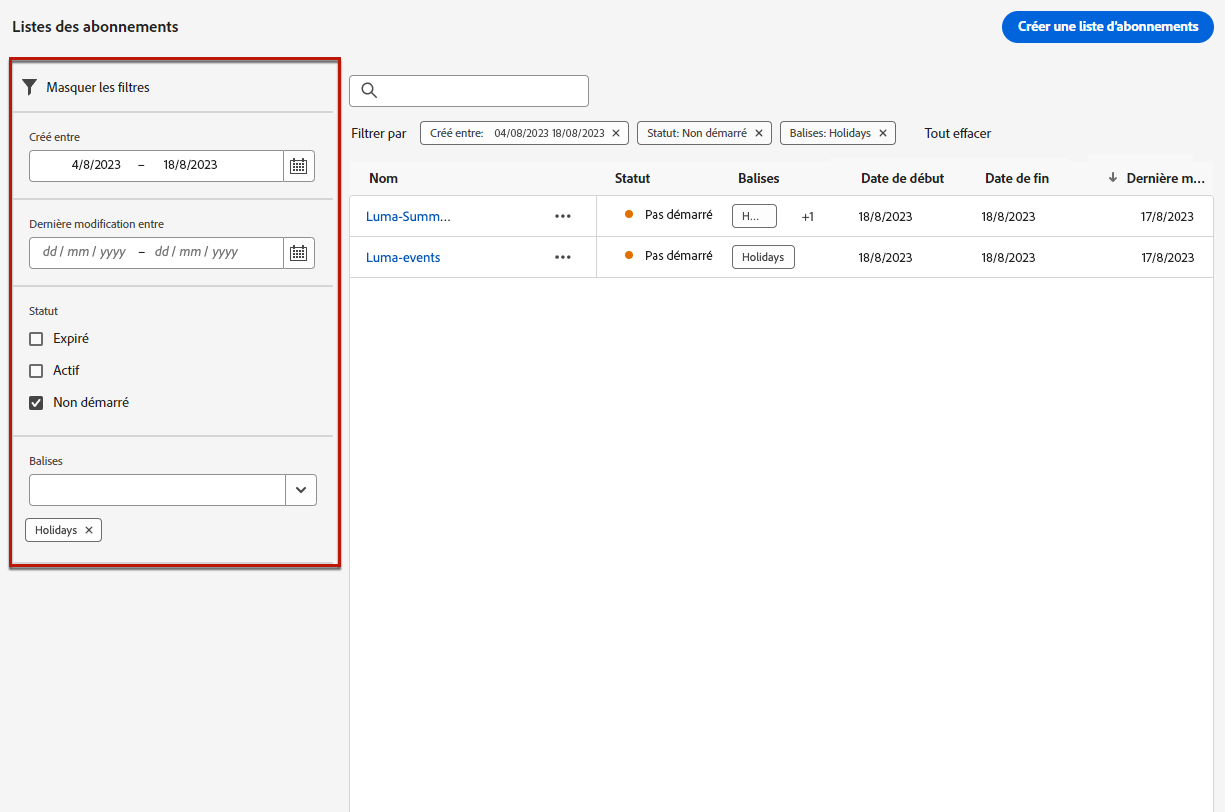 Listes des abonnements
Créer une liste d'abonnements
Masquer les filtres
Créé entre
4/8/2023 – 18/8/2023
Dernière modification entre
dd / mm / yyyy – dd / mm / yyyy
Statut
Expiré
Actif
Non démarré
Balises
Holidays
Filtrer par Créé entre: 04/08/2023 18/08/2023 Statut: Non démarré Balises: Holidays Tout effacer
Nom Statut Balises Date de début Date de fin Dernière m...
Luma-Summ... Pas démarré H... +1 18/8/2023 18/8/2023 17/8/2023
Luma-events Pas démarré Holidays 18/8/2023 18/8/2023 17/8/2023